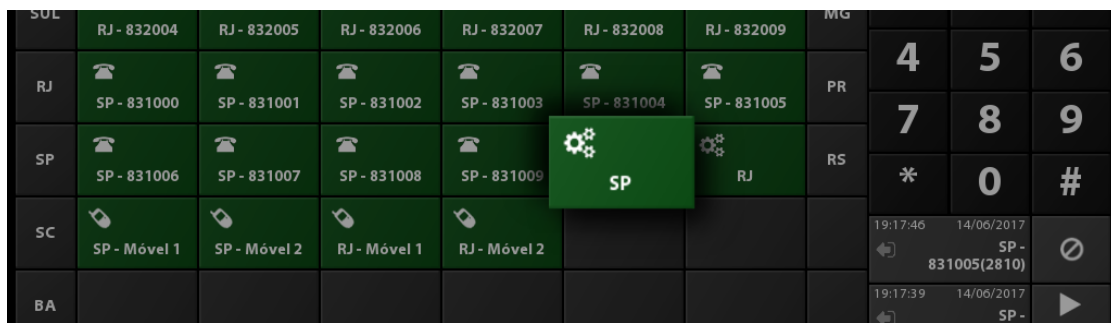 SUL RJ - 832004 RJ - 832005 RJ - 832006 RJ - 832007 RJ - 832008 RJ - 832009 MG
4 5 6
RJ SP - 831000 SP - 831001 SP - 831002 SP - 831003 SP - 831004 SP - 831005 PR
7 8 9
SP SP - 831006 SP - 831007 SP - 831008 SP - 831009 SP RJ RS
* 0 #
SC SP - Móvel 1 SP - Móvel 2 RJ - Móvel 1 RJ - Móvel 2
19:17:46 14/06/2017
SP -
831005(2810)
BA
19:17:39 14/06/2017
SP -